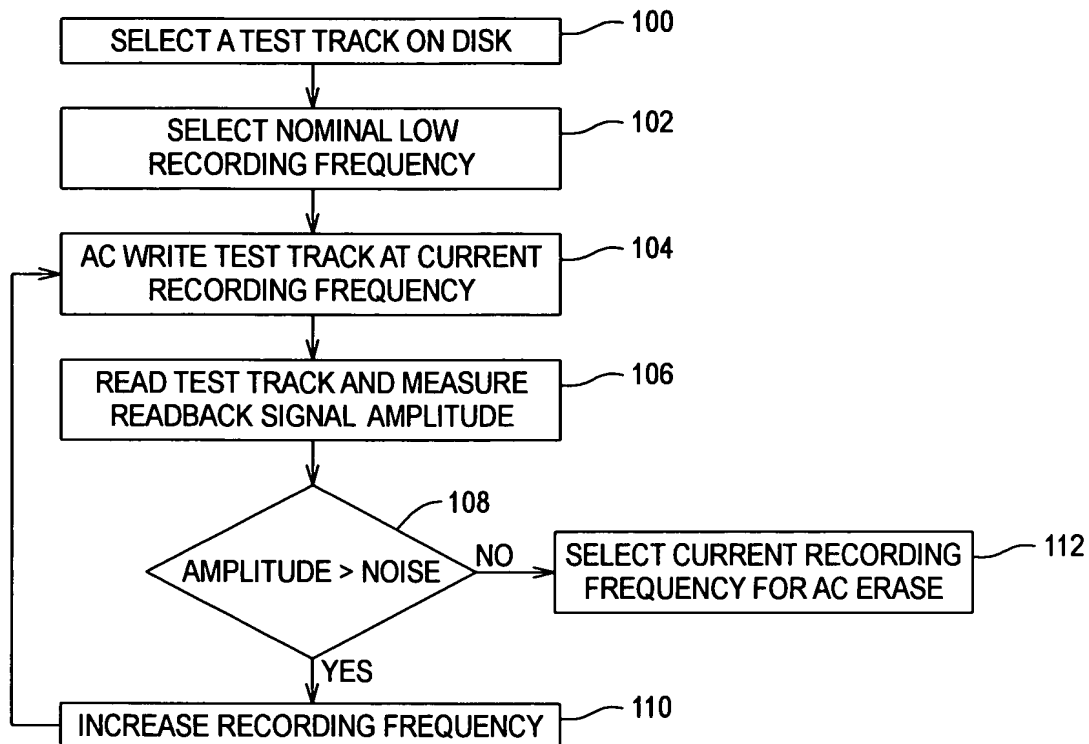 SELECT A TEST TRACK ON DISK
100
SELECT NOMINAL LOW
RECORDING FREQUENCY
102
AC WRITE TEST TRACK AT CURRENT
RECORDING FREQUENCY
104
READ TEST TRACK AND MEASURE
READBACK SIGNAL AMPLITUDE
106
108
AMPLITUDE > NOISE
NO
SELECT CURRENT RECORDING
FREQUENCY FOR AC ERASE
112
YES
INCREASE RECORDING FREQUENCY
110